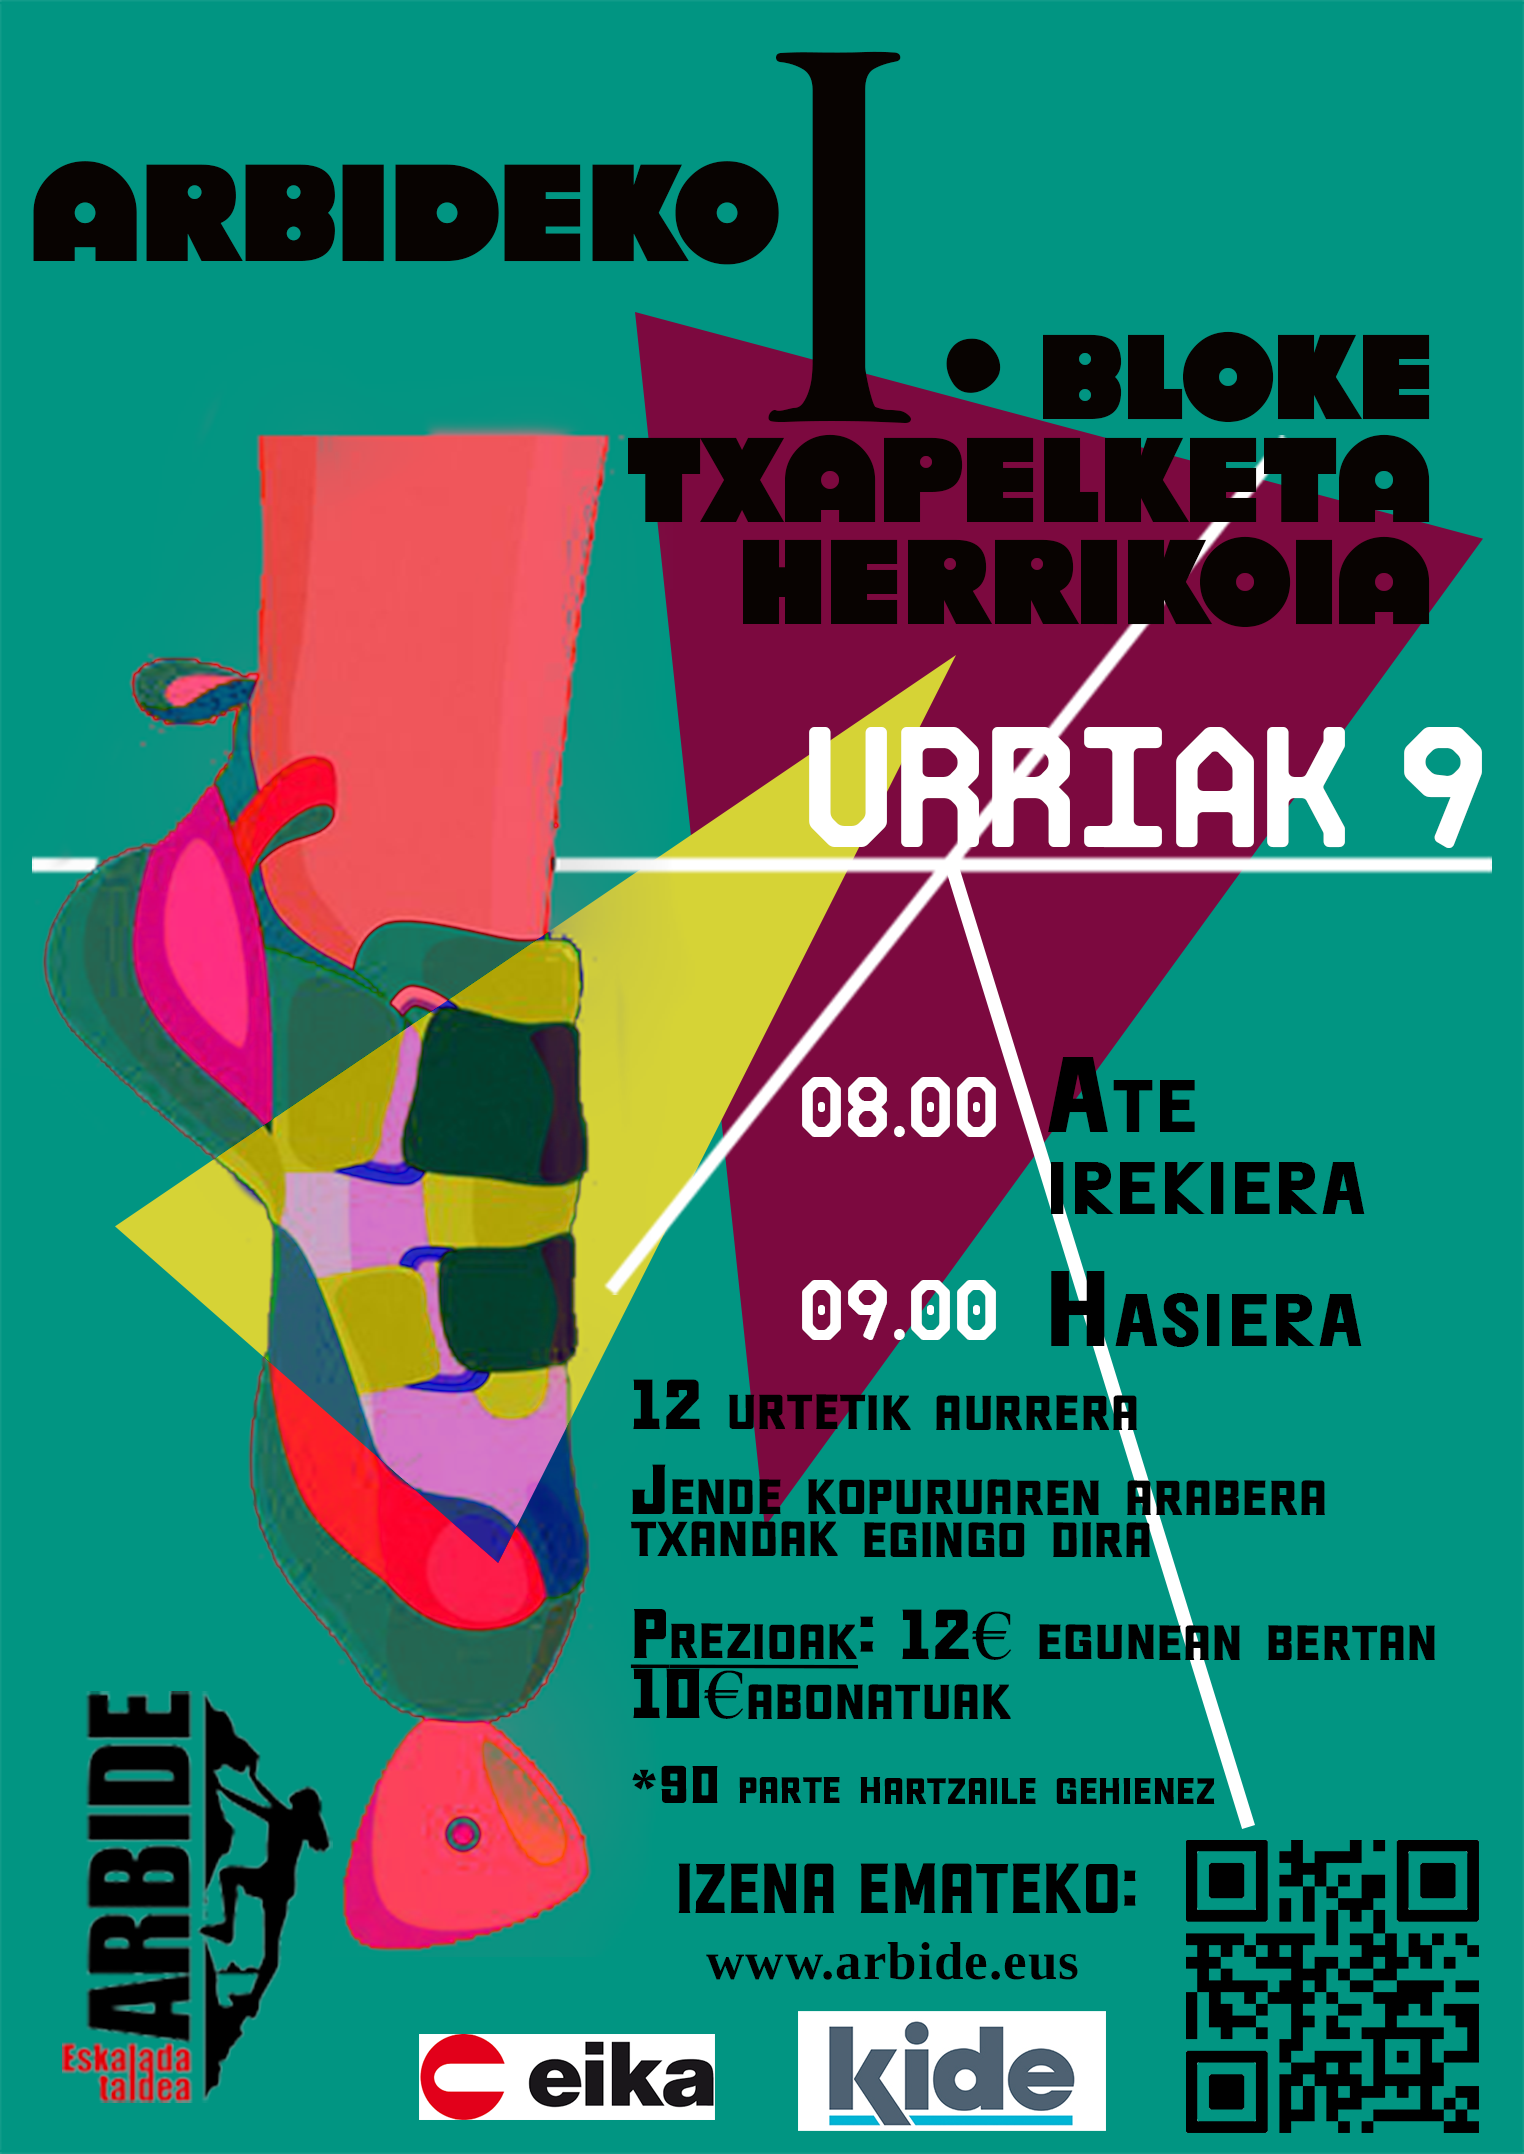 ARBIDEKO
I. BLOKE
TXAPELKETA
HERRIKOIA
URRIAK 9
08.00 ATE
IREKIERA
09.00 HASIERA
12 URTETIK AURRERA
JENDE KOPURUAREN ARABERA
TXANDAK EGINGO DIRA
PREZIOAK: 12€ EGUNEAN BERTAN
10€ABONATUAK
*90 PARTE HARTZAILE GEHIENEZ
IZENA EMATEKO:
www.arbide.eus
ARBIDE
Eskalada
taldea
eika
kide